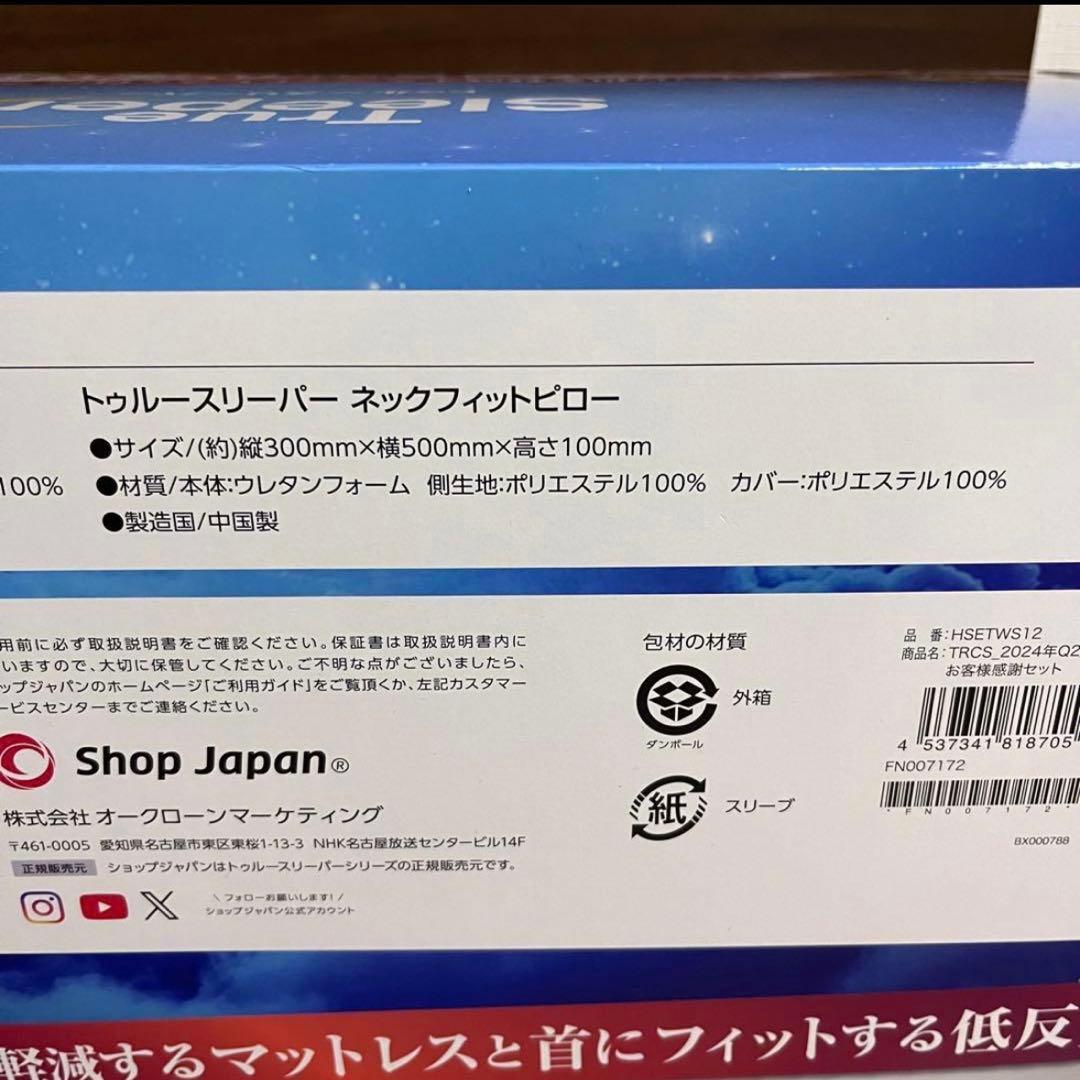 True
Sleeper
トゥルースリーパー ネックフィットピロー
●サイズ/(約)縦300mm×横500mm×高さ100mm
100% ●材質/本体:ウレタンフォーム 側生地:ポリエステル100% カバー:ポリエステル100%
●製造国/中国製
用前に必ず取扱説明書をご確認ください。保証書は取扱説明書内に
いますので、大切に保管してください。ご不明な点がございましたら、
ップジャパンのホームページ「ご利用ガイド」をご覧頂くか、左記カスタマー
ービスセンターまでご連絡ください。
Shop Japan®
株式会社オークローンマーケティング
〒461-0005 愛知県名古屋市東区東桜1-13-3 NHK名古屋放送センタービル14F
正規販売元 ショップジャパンはトゥルースリーパーシリーズの正規販売元です。
\ フォローお願いします! /
ショップジャパン公式アカウント
包材の材質
外箱
ダンボール
紙 スリーブ
品 番:HSETWS12
商品名:TRCS_2024年Q2
お客様感謝セット
4 537341 818705
FN007172
*FN007172*
BX000788
軽減するマットレスと首にフィットする低反